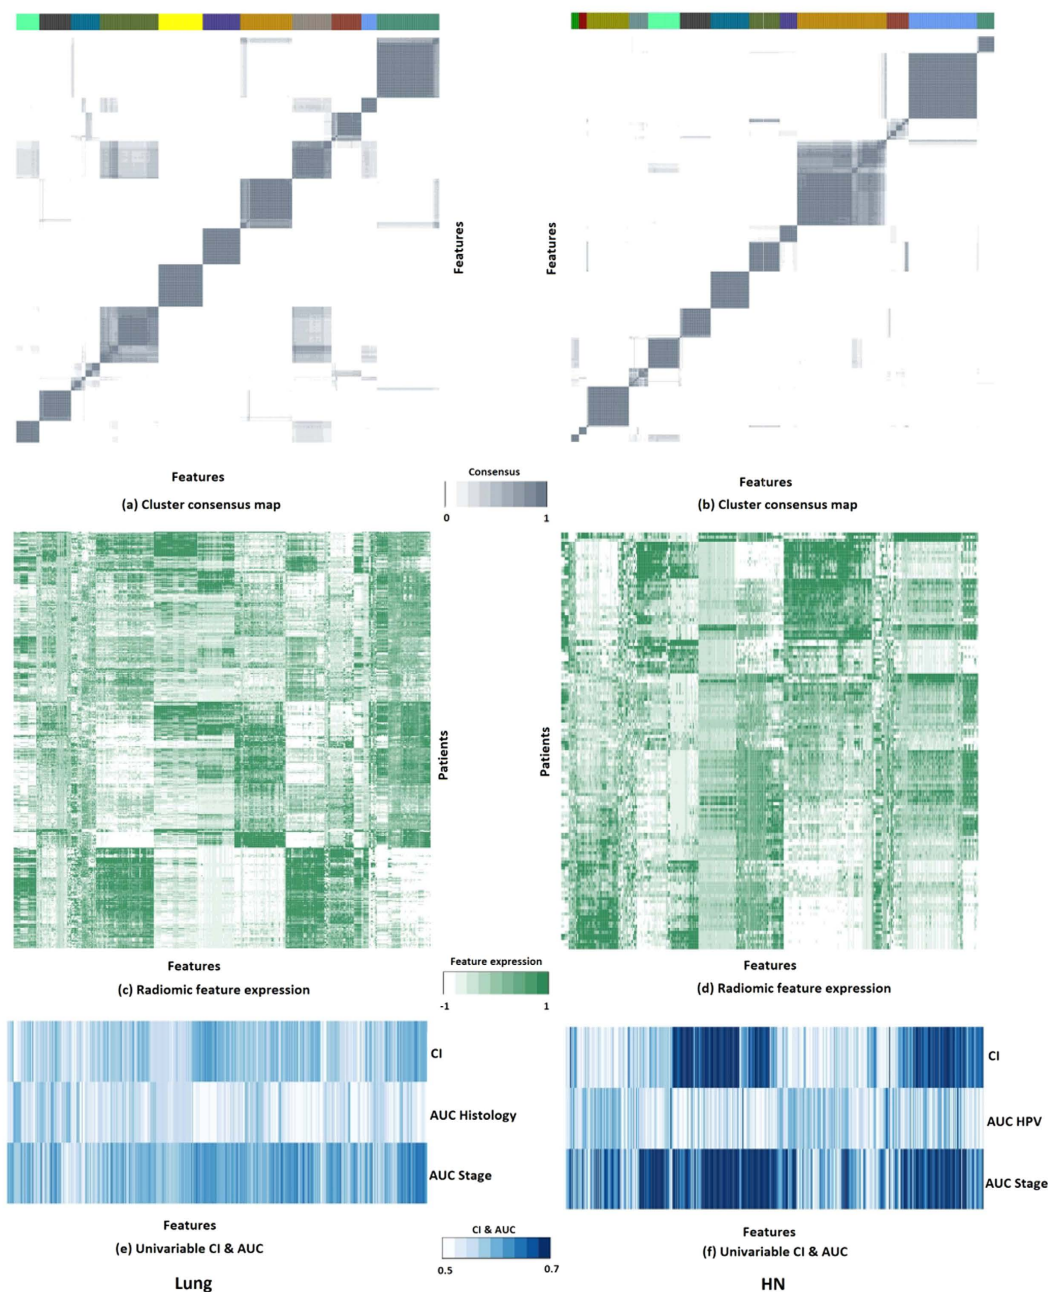 Features
Features
Features
(a) Cluster consensus map
Consensus
0 1
Features
(b) Cluster consensus map
Patients
Patients
Features
(c) Radiomic feature expression
Feature expression
-1 1
Features
(d) Radiomic feature expression
CI
AUC Histology
AUC Stage
CI
AUC HPV
AUC Stage
Features
(e) Univariable CI & AUC
CI & AUC
0.5 0.7
Features
(f) Univariable CI & AUC
Lung
HN